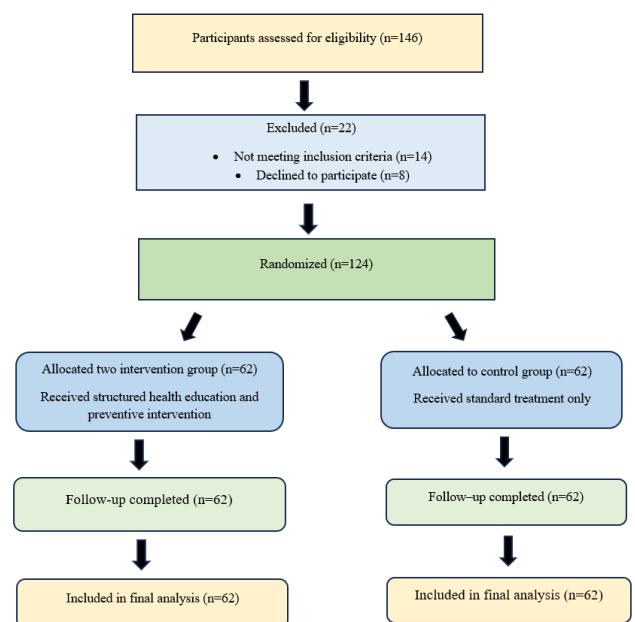 Participants assessed for eligibility (n=146)
Excluded (n=22)
• Not meeting inclusion criteria (n=14)
• Declined to participate (n=8)
Randomized (n=124)
Allocated two intervention group (n=62)
Received structured health education and
preventive intervention
Allocated to control group (n=62)
Received standard treatment only
Follow-up completed (n=62)
Follow–up completed (n=62)
Included in final analysis (n=62)
Included in final analysis (n=62)